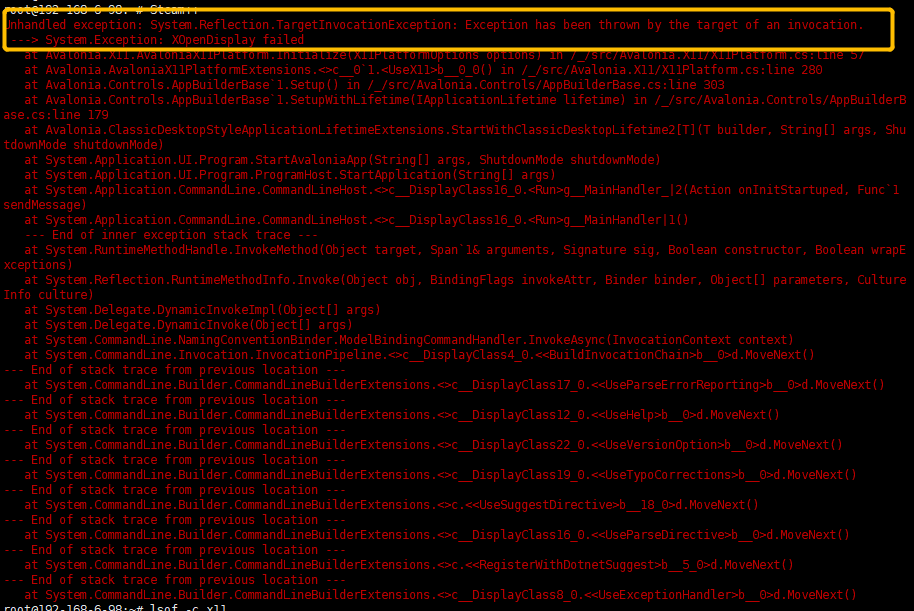 root@192-168-6-98: # Steam++
Unhandled exception: System.Reflection.TargetInvocationException: Exception has been thrown by the target of an invocation.
---> System.Exception: XOpenDisplay failed
at Avalonia.X11.AvaloniaX11Platform.Initialize(X11PlatformOptions options) in /_/src/Avalonia.X11/X11Platform.cs:line 57
at Avalonia.AvaloniaX11PlatformExtensions.<>c__0`1.<UseX11>b__0_0() in /_/src/Avalonia.X11/X11Platform.cs:line 280
at Avalonia.Controls.AppBuilderBase`1.Setup() in /_/src/Avalonia.Controls/AppBuilderBase.cs:line 303
at Avalonia.Controls.AppBuilderBase`1.SetupWithLifetime(IApplicationLifetime lifetime) in /_/src/Avalonia.Controls/AppBuilderB
ase.cs:line 179
at Avalonia.ClassicDesktopStyleApplicationLifetimeExtensions.StartWithClassicDesktopLifetime2[T](T builder, String[] args, Shu
tdownMode shutdownMode)
at System.Application.UI.Program.StartAvaloniaApp(String[] args, ShutdownMode shutdownMode)
at System.Application.UI.Program.ProgramHost.StartApplication(String[] args)
at System.Application.CommandLine.CommandLineHost.<>c__DisplayClass16_0.<Run>g__MainHandler_|2(Action onInitStartuped, Func`1
sendMessage)
at System.Application.CommandLine.CommandLineHost.<>c__DisplayClass16_0.<Run>g__MainHandler|1()
--- End of inner exception stack trace ---
at System.RuntimeMethodHandle.InvokeMethod(Object target, Span`1& arguments, Signature sig, Boolean constructor, Boolean wrapE
xceptions)
at System.Reflection.RuntimeMethodInfo.Invoke(Object obj, BindingFlags invokeAttr, Binder binder, Object[] parameters, Culture
Info culture)
at System.Delegate.DynamicInvokeImpl(Object[] args)
at System.Delegate.DynamicInvoke(Object[] args)
at System.CommandLine.NamingConventionBinder.ModelBindingCommandHandler.InvokeAsync(InvocationContext context)
at System.CommandLine.Invocation.InvocationPipeline.<>c__DisplayClass4_0.<<BuildInvocationChain>b__0>d.MoveNext()
--- End of stack trace from previous location ---
at System.CommandLine.Builder.CommandLineBuilderExtensions.<>c__DisplayClass17_0.<<UseParseErrorReporting>b__0>d.MoveNext()
--- End of stack trace from previous location ---
at System.CommandLine.Builder.CommandLineBuilderExtensions.<>c__DisplayClass12_0.<<UseHelp>b__0>d.MoveNext()
--- End of stack trace from previous location ---
at System.CommandLine.Builder.CommandLineBuilderExtensions.<>c__DisplayClass22_0.<<UseVersionOption>b__0>d.MoveNext()
--- End of stack trace from previous location ---
at System.CommandLine.Builder.CommandLineBuilderExtensions.<>c__DisplayClass19_0.<<UseTypoCorrections>b__0>d.MoveNext()
--- End of stack trace from previous location ---
at System.CommandLine.Builder.CommandLineBuilderExtensions.<>c.<<UseSuggestDirective>b__18_0>d.MoveNext()
--- End of stack trace from previous location ---
at System.CommandLine.Builder.CommandLineBuilderExtensions.<>c__DisplayClass16_0.<<UseParseDirective>b__0>d.MoveNext()
--- End of stack trace from previous location ---
at System.CommandLine.Builder.CommandLineBuilderExtensions.<>c.<<RegisterWithDotnetSuggest>b__5_0>d.MoveNext()
--- End of stack trace from previous location ---
at System.CommandLine.Builder.CommandLineBuilderExtensions.<>c__DisplayClass8_0.<<UseExceptionHandler>b__0>d.MoveNext()
root@192-168-6-98:~# lsof -c x11